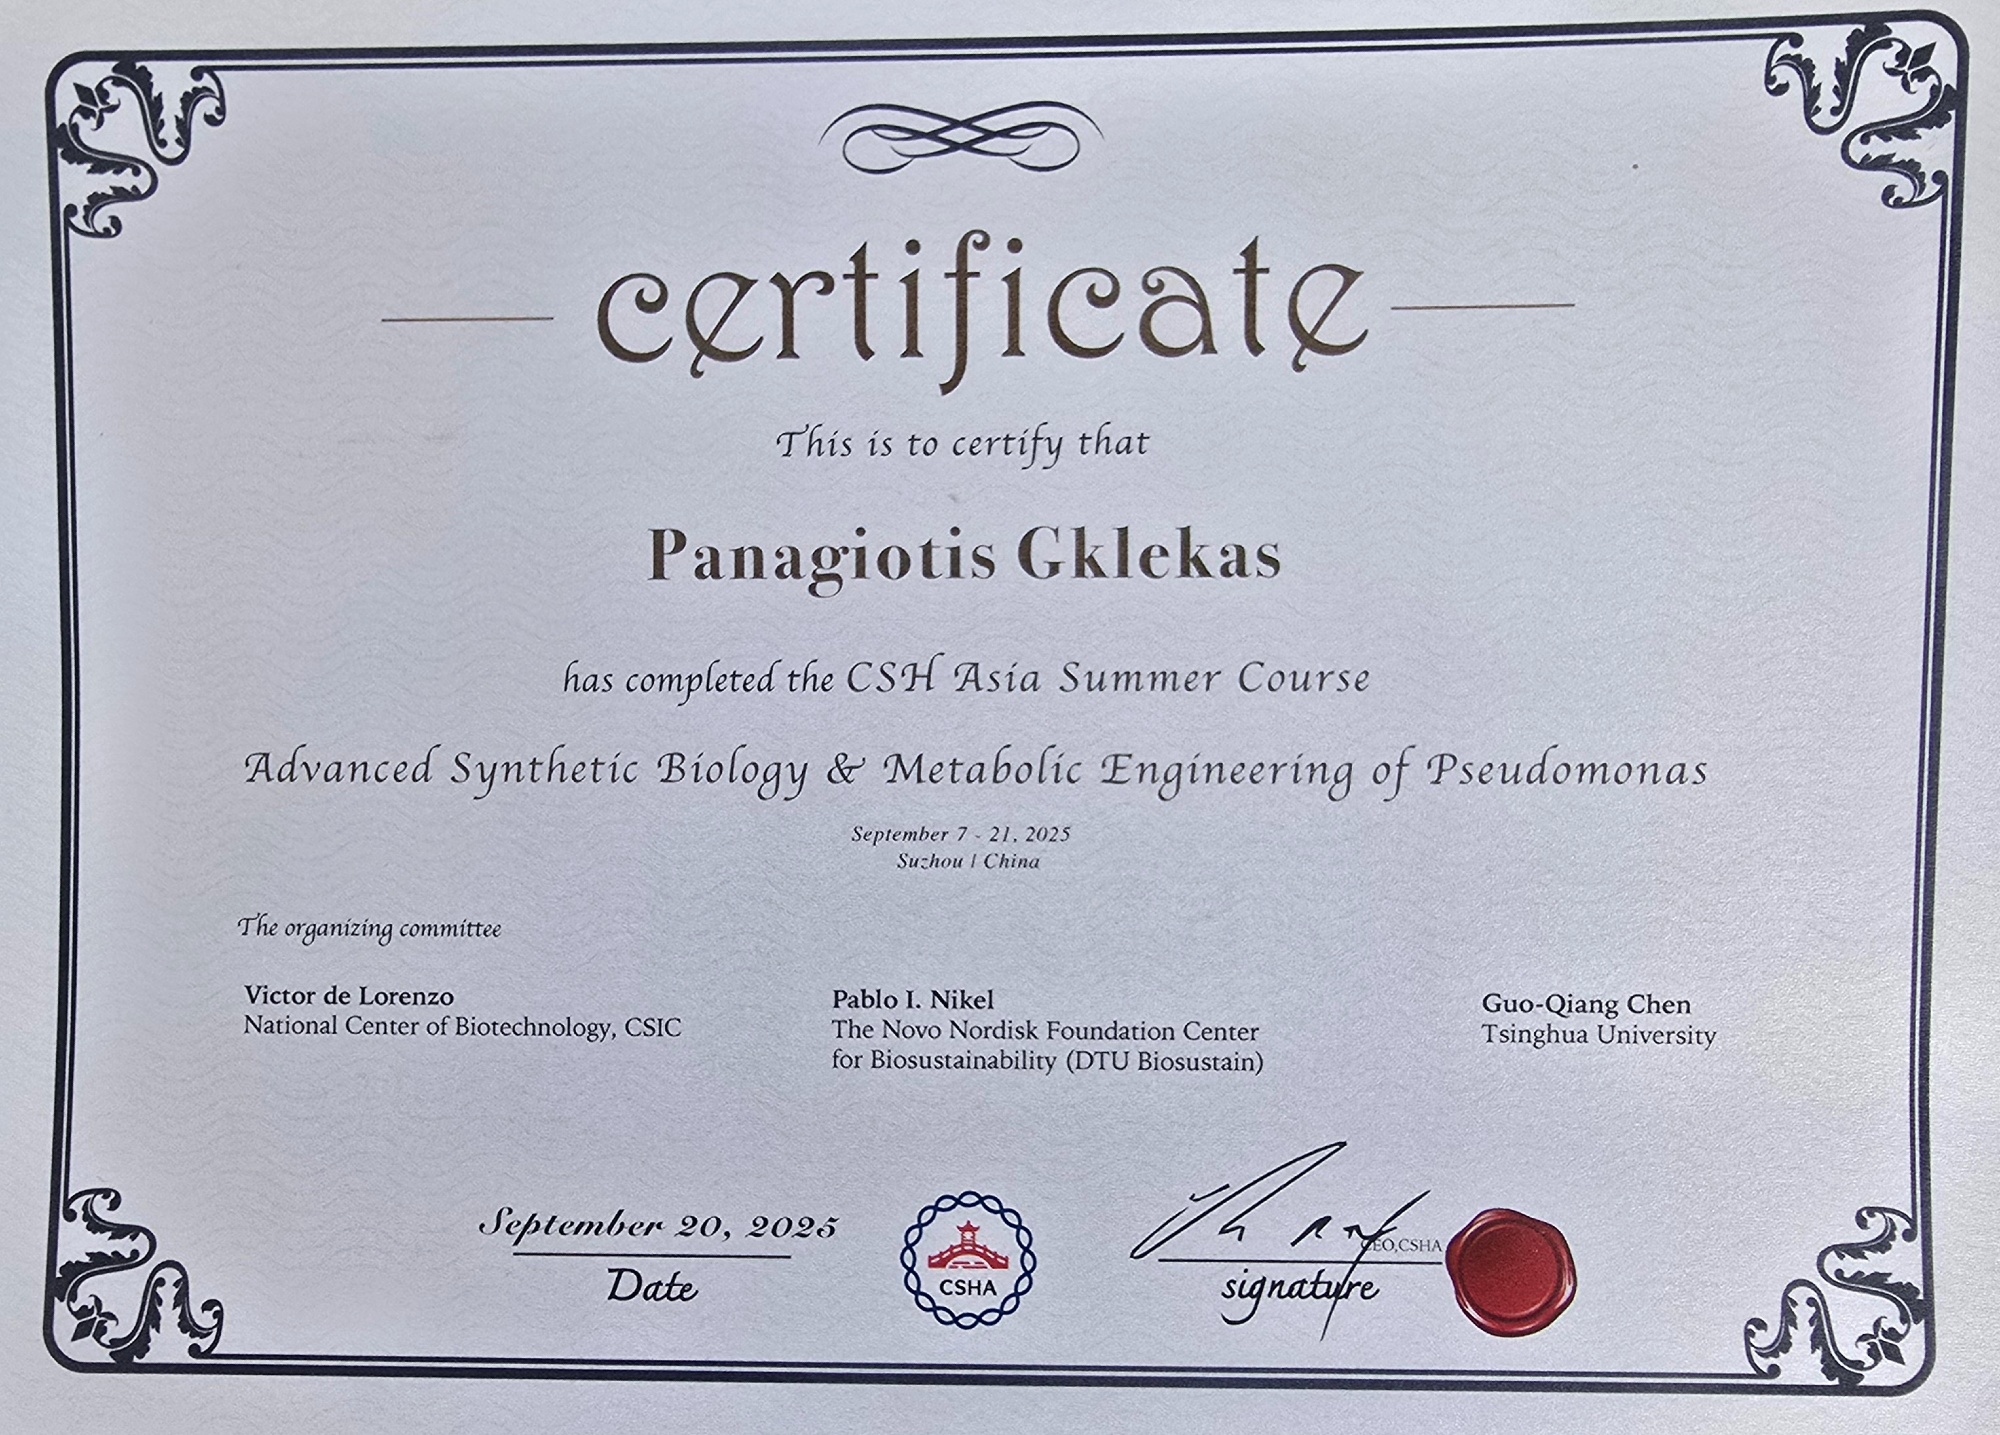 certificate
This is to certify that
Panagiotis Gklekas
has completed the CSH Asia Summer Course
Advanced Synthetic Biology & Metabolic Engineering of Pseudomonas
September 7 - 21, 2025
Suzhou | China
The organizing committee
Victor de Lorenzo
National Center of Biotechnology, CSIC
Pablo I. Nikel
The Novo Nordisk Foundation Center
for Biosustainability (DTU Biosustain)
Guo-Qiang Chen
Tsinghua University
September 20, 2025
Date
CSHA
CEO,CSHA
signature